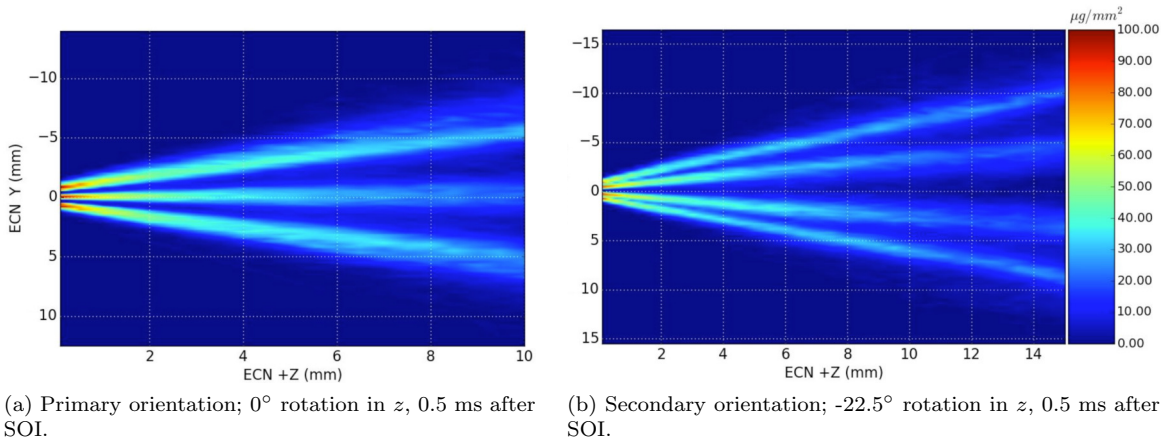 μg/mm²
−10
−5
0
5
10
ECN Y (mm)
2 4 6 8 10
ECN +Z (mm)
−15
−10
−5
0
5
10
15
2 4 6 8 10 12 14
ECN +Z (mm)
100.00
90.00
80.00
70.00
60.00
50.00
40.00
30.00
20.00
10.00
0.00
(a) Primary orientation; 0° rotation in z, 0.5 ms after
SOI.
(b) Secondary orientation; -22.5° rotation in z, 0.5 ms after
SOI.